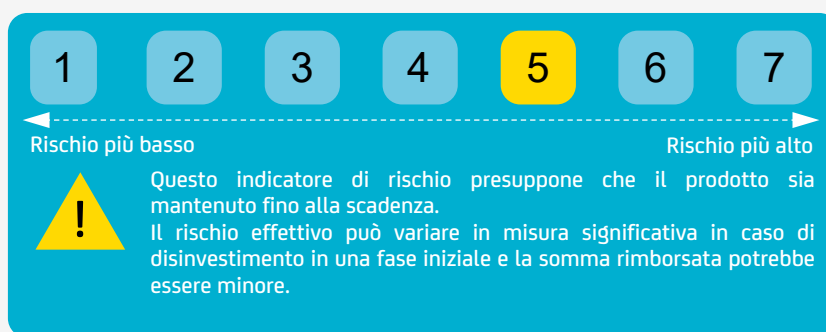 1 2 3 4 5 6 7
Rischio più basso Rischio più alto
!
Questo indicatore di rischio presuppone che il prodotto sia
mantenuto fino alla scadenza.
Il rischio effettivo può variare in misura significativa in caso di
disinvestimento in una fase iniziale e la somma rimborsata potrebbe
essere minore.